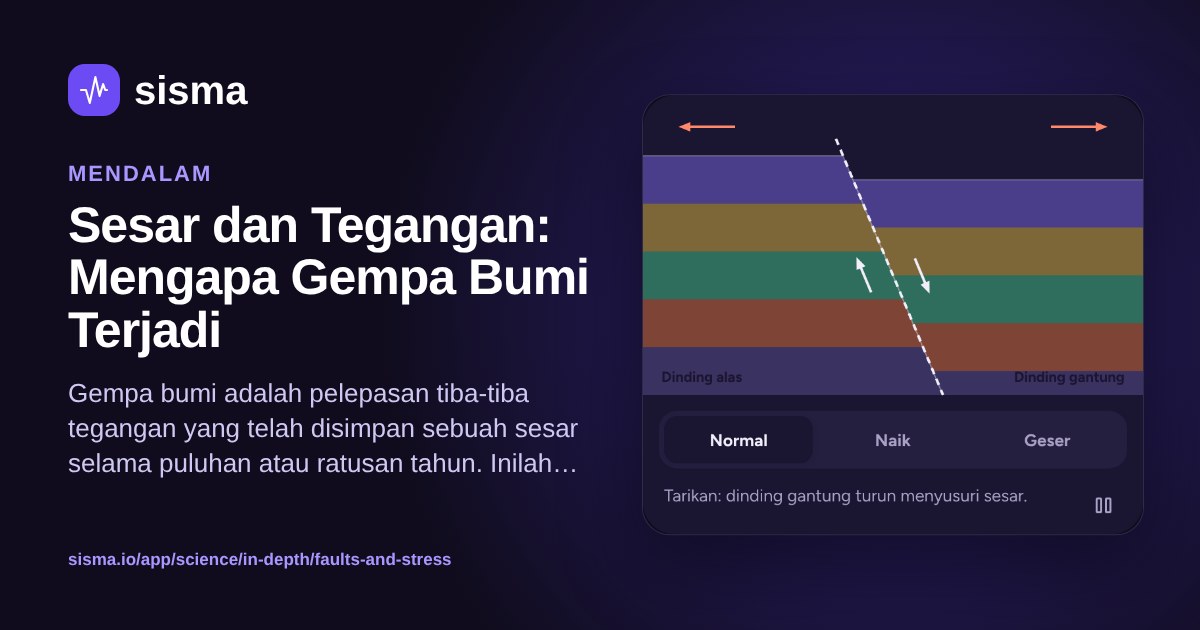 sisma
MENDALAM
Sesar dan Tegangan:
Mengapa Gempa Bumi
Terjadi
Gempa bumi adalah pelepasan tiba-tiba
tegangan yang telah disimpan sebuah sesar
selama puluhan atau ratusan tahun. Inilah…
sisma.io/app/science/in-depth/faults-and-stress
Dinding alas
Dinding gantung
Normal
Naik
Geser
Tarikan: dinding gantung turun menyusuri sesar.